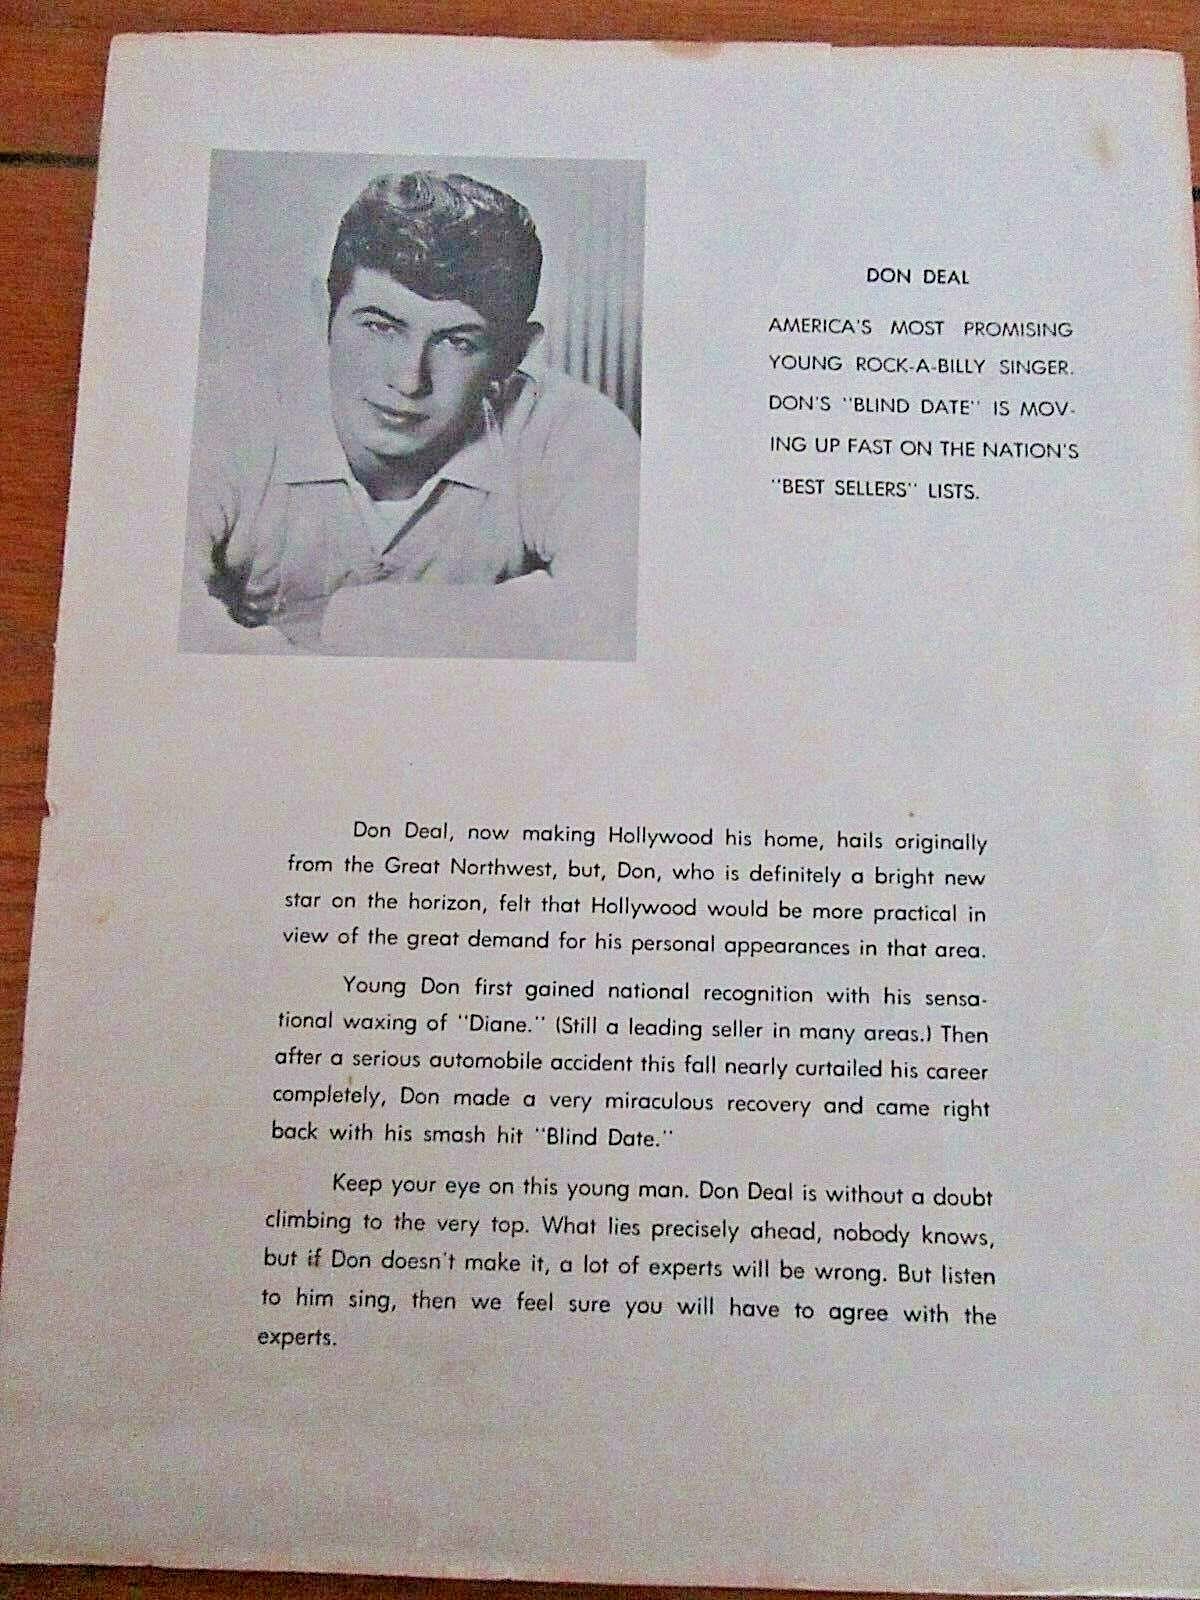 DON DEAL
AMERICA'S MOST PROMISING
YOUNG ROCK-A-BILLY SINGER.
DON'S "BLIND DATE" IS MOV-
ING UP FAST ON THE NATION'S
"BEST SELLERS" LISTS.
Don Deal, now making Hollywood his home, hails originally
from the Great Northwest, but, Don, who is definitely a bright new
star on the horizon, felt that Hollywood would be more practical in
view of the great demand for his personal appearances in that area.
Young Don first gained national recognition with his sensa-
tional waxing of "Diane." (Still a leading seller in many areas.) Then
after a serious automobile accident this fall nearly curtailed his career
completely, Don made a very miraculous recovery and came right
back with his smash hit "Blind Date."
Keep your eye on this young man. Don Deal is without a doubt
climbing to the very top. What lies precisely ahead, nobody knows,
but if Don doesn't make it, a lot of experts will be wrong. But listen
to him sing, then we feel sure you will have to agree with the
experts.